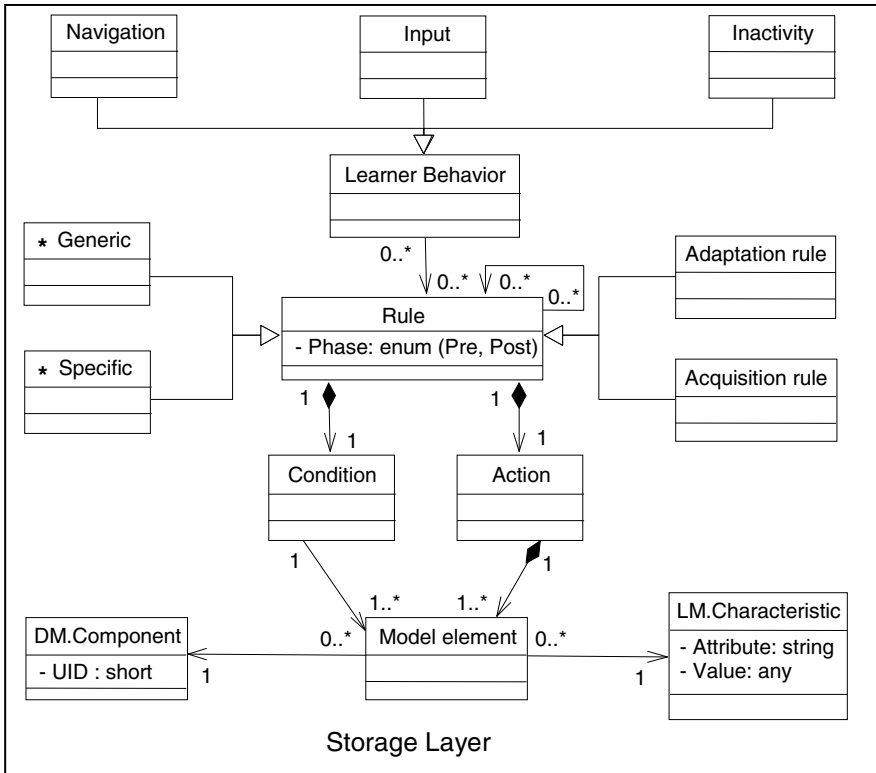 Navigation
Input
Inactivity
Learner Behavior
* Generic
0..*
Adaptation rule
0..*
0..*
0..*
Rule
- Phase: enum (Pre, Post)
* Specific
Acquisition rule
1
1
1
1
Condition
Action
1
1
1..*
1..*
DM.Component
- UID : short
0..*
Model element
0..*
LM.Characteristic
- Attribute: string
- Value: any
1
1
Storage Layer